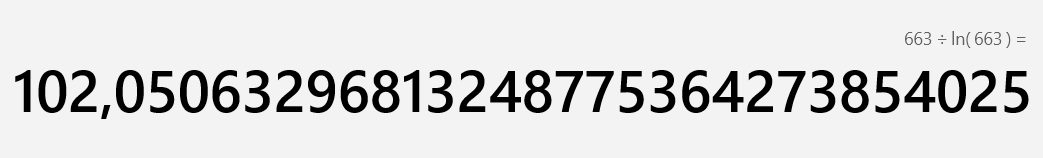 663 ÷ ln( 663 ) =
102,05063296813248775364273854025